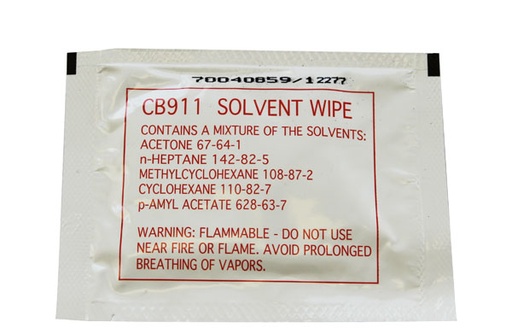 70040859/12277
CB911 SOLVENT WIPE
CONTAINS A MIXTURE OF THE SOLVENTS:
ACETONE 67-64-1
n-HEPTANE 142-82-5
METHYLCYCLOHEXANE 108-87-2
CYCLOHEXANE 110-82-7
p-AMYL ACETATE 628-63-7
WARNING: FLAMMABLE - DO NOT USE
NEAR FIRE OR FLAME. AVOID PROLONGED
BREATHING OF VAPORS.